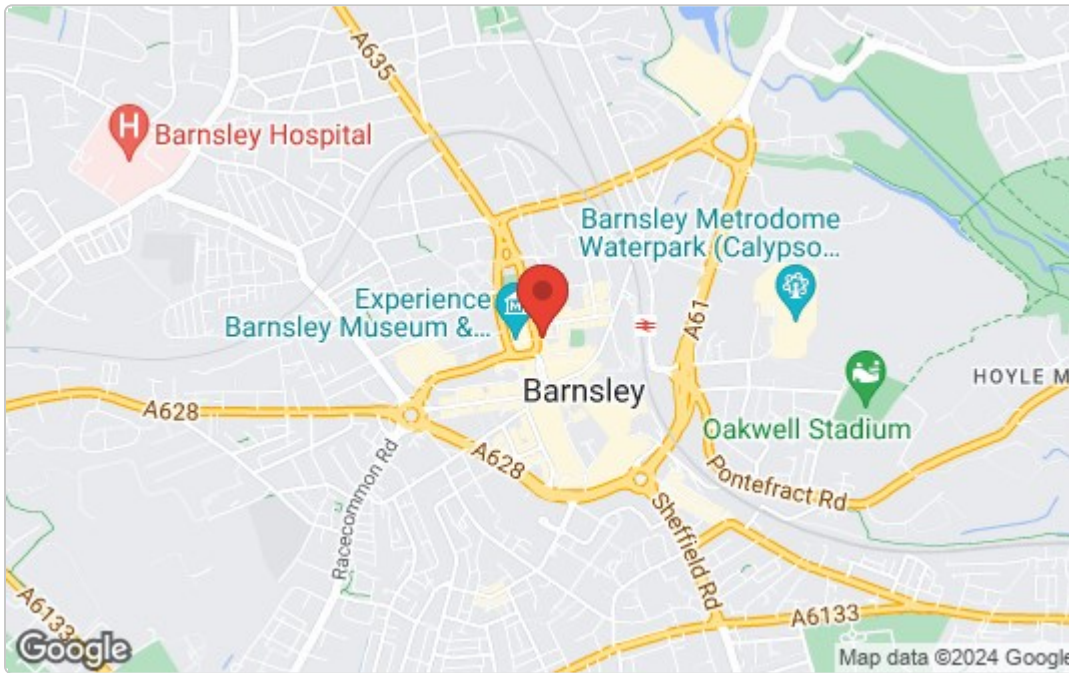 A635
Barnsley Hospital
Barnsley Metrodome
Waterpark (Calypso...
Experience
Barnsley Museum &...
A61
Barnsley
HOYLE M
A628
Oakwell Stadium
Racecommon Rd
A628
Pontefract Rd
Sheffield Rd
A6133
A6133
Google
Map data ©2024 Google